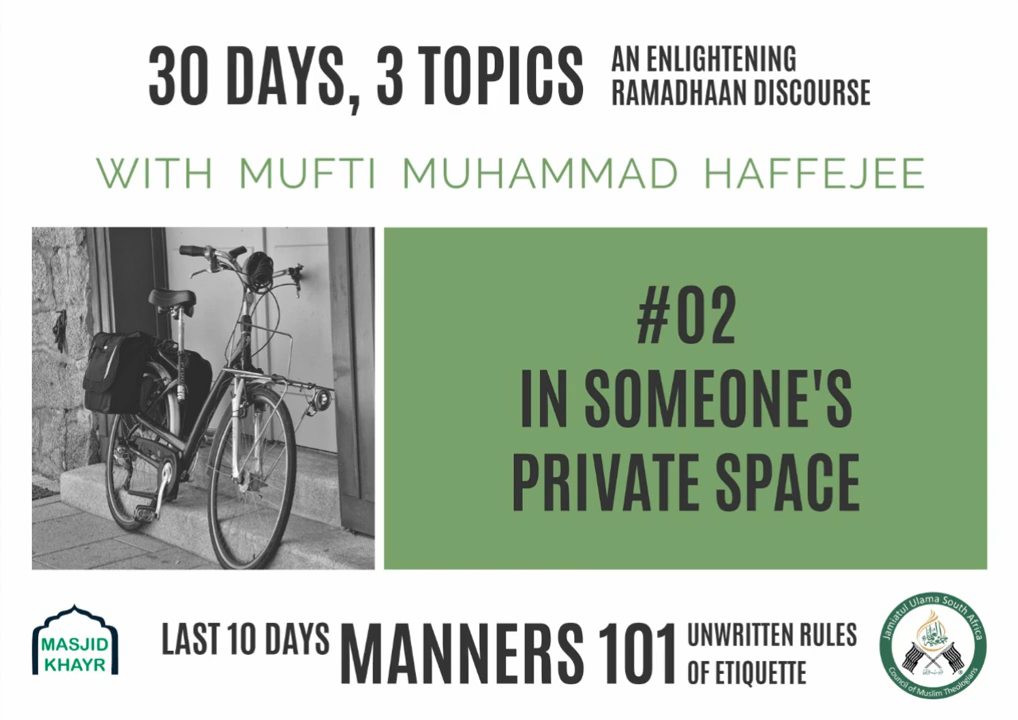 30 DAYS, 3 TOPICS
AN ENLIGHTENING
RAMADHAAN DISCOURSE
WITH MUFTI MUHAMMAD HAFFEJEE
#02
IN SOMEONE'S
PRIVATE SPACE
MASJID
KHAYR
LAST 10 DAYS
MANNERS 101
UNWRITTEN RULES
OF ETIQUETTE
Jamiatul Ulama South Africa
Council of Muslim Theologians